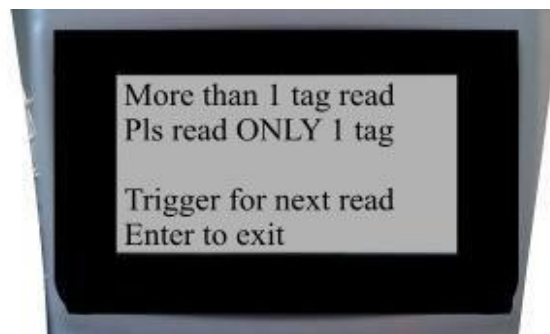 More than 1 tag read
Pls read ONLY 1 tag
Trigger for next read
Enter to exit